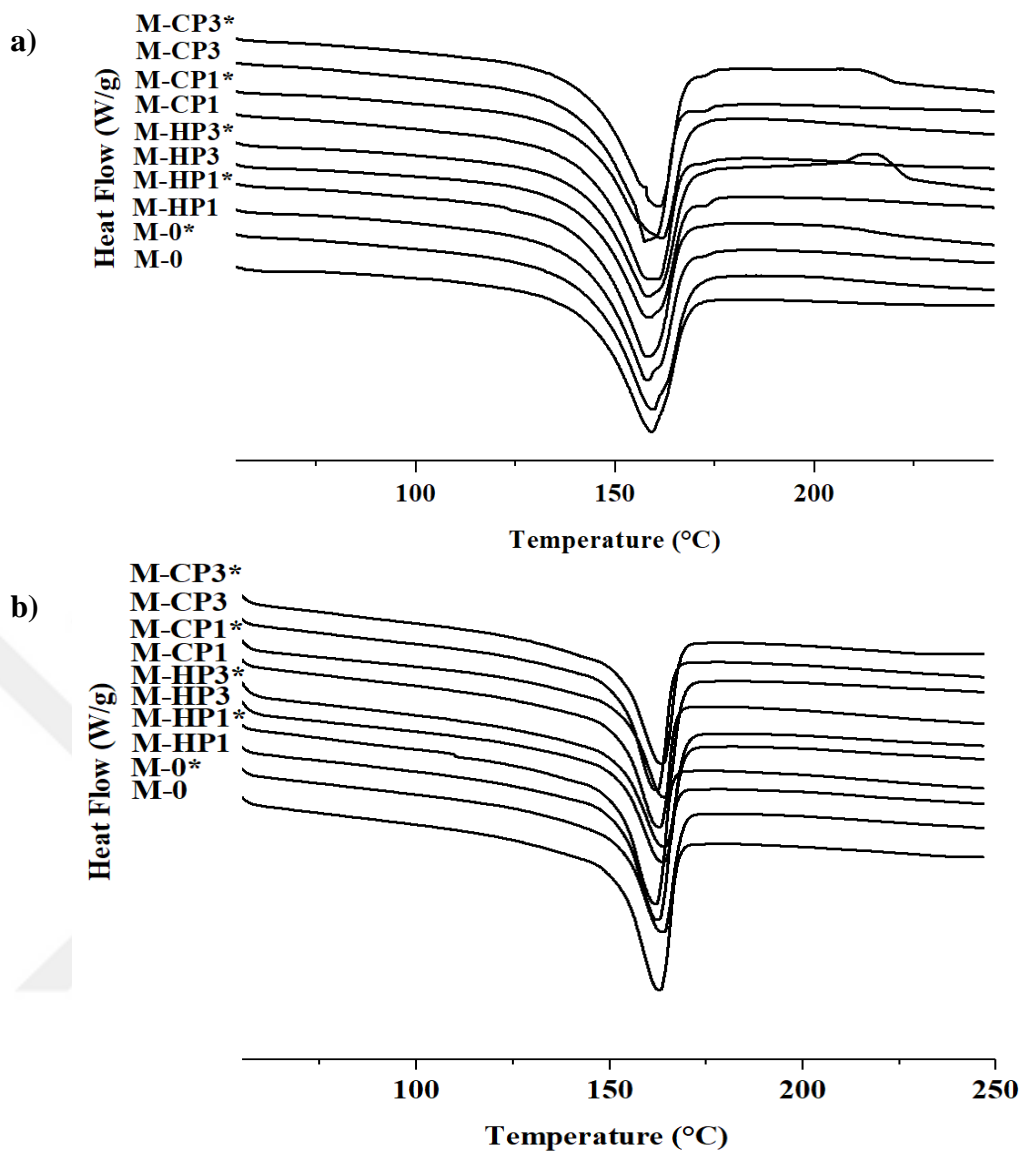 a)
M-CP3*
M-CP3
M-CP1*
M-CP1
M-HP3*
M-HP3
M-HP1*
M-HP1
M-0*
M-0
Heat Flow (W/g)
100 150 200
Temperature (°C)
b)
M-CP3*
M-CP3
M-CP1*
M-CP1
M-HP3*
M-HP3
M-HP1*
M-HP1
M-0*
M-0
Heat Flow (W/g)
100 150 200 250
Temperature (°C)